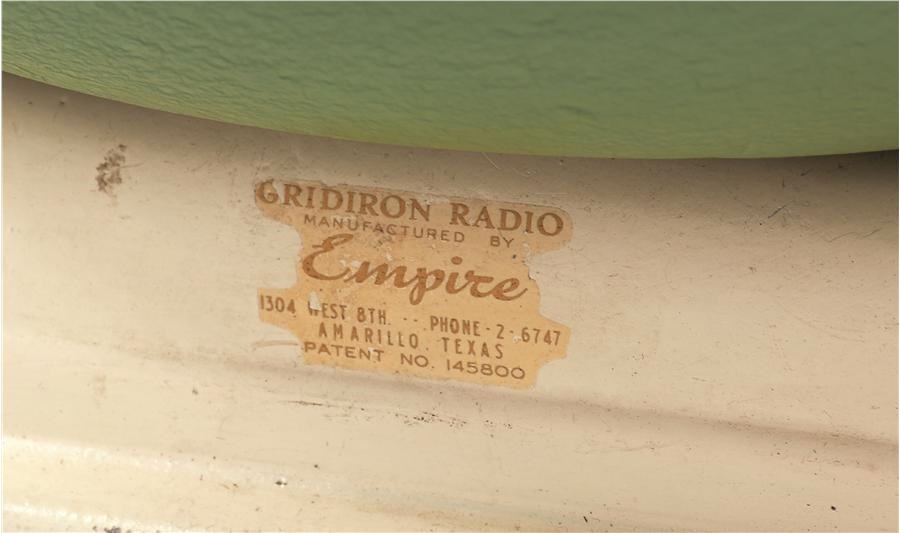 GRIDIRON RADIO
MANUFACTURED BY
Empire
1304 WEST 8TH. -- PHONE-2-6747
AMARILLO, TEXAS
PATENT NO. 145800